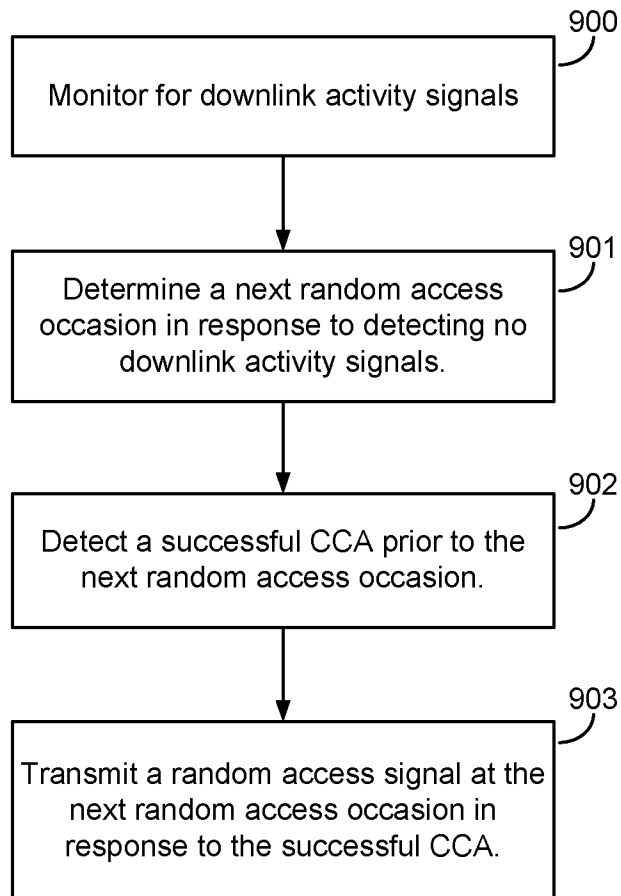 900
Monitor for downlink activity signals
901
Determine a next random access
occasion in response to detecting no
downlink activity signals.
902
Detect a successful CCA prior to the
next random access occasion.
903
Transmit a random access signal at the
next random access occasion in
response to the successful CCA.